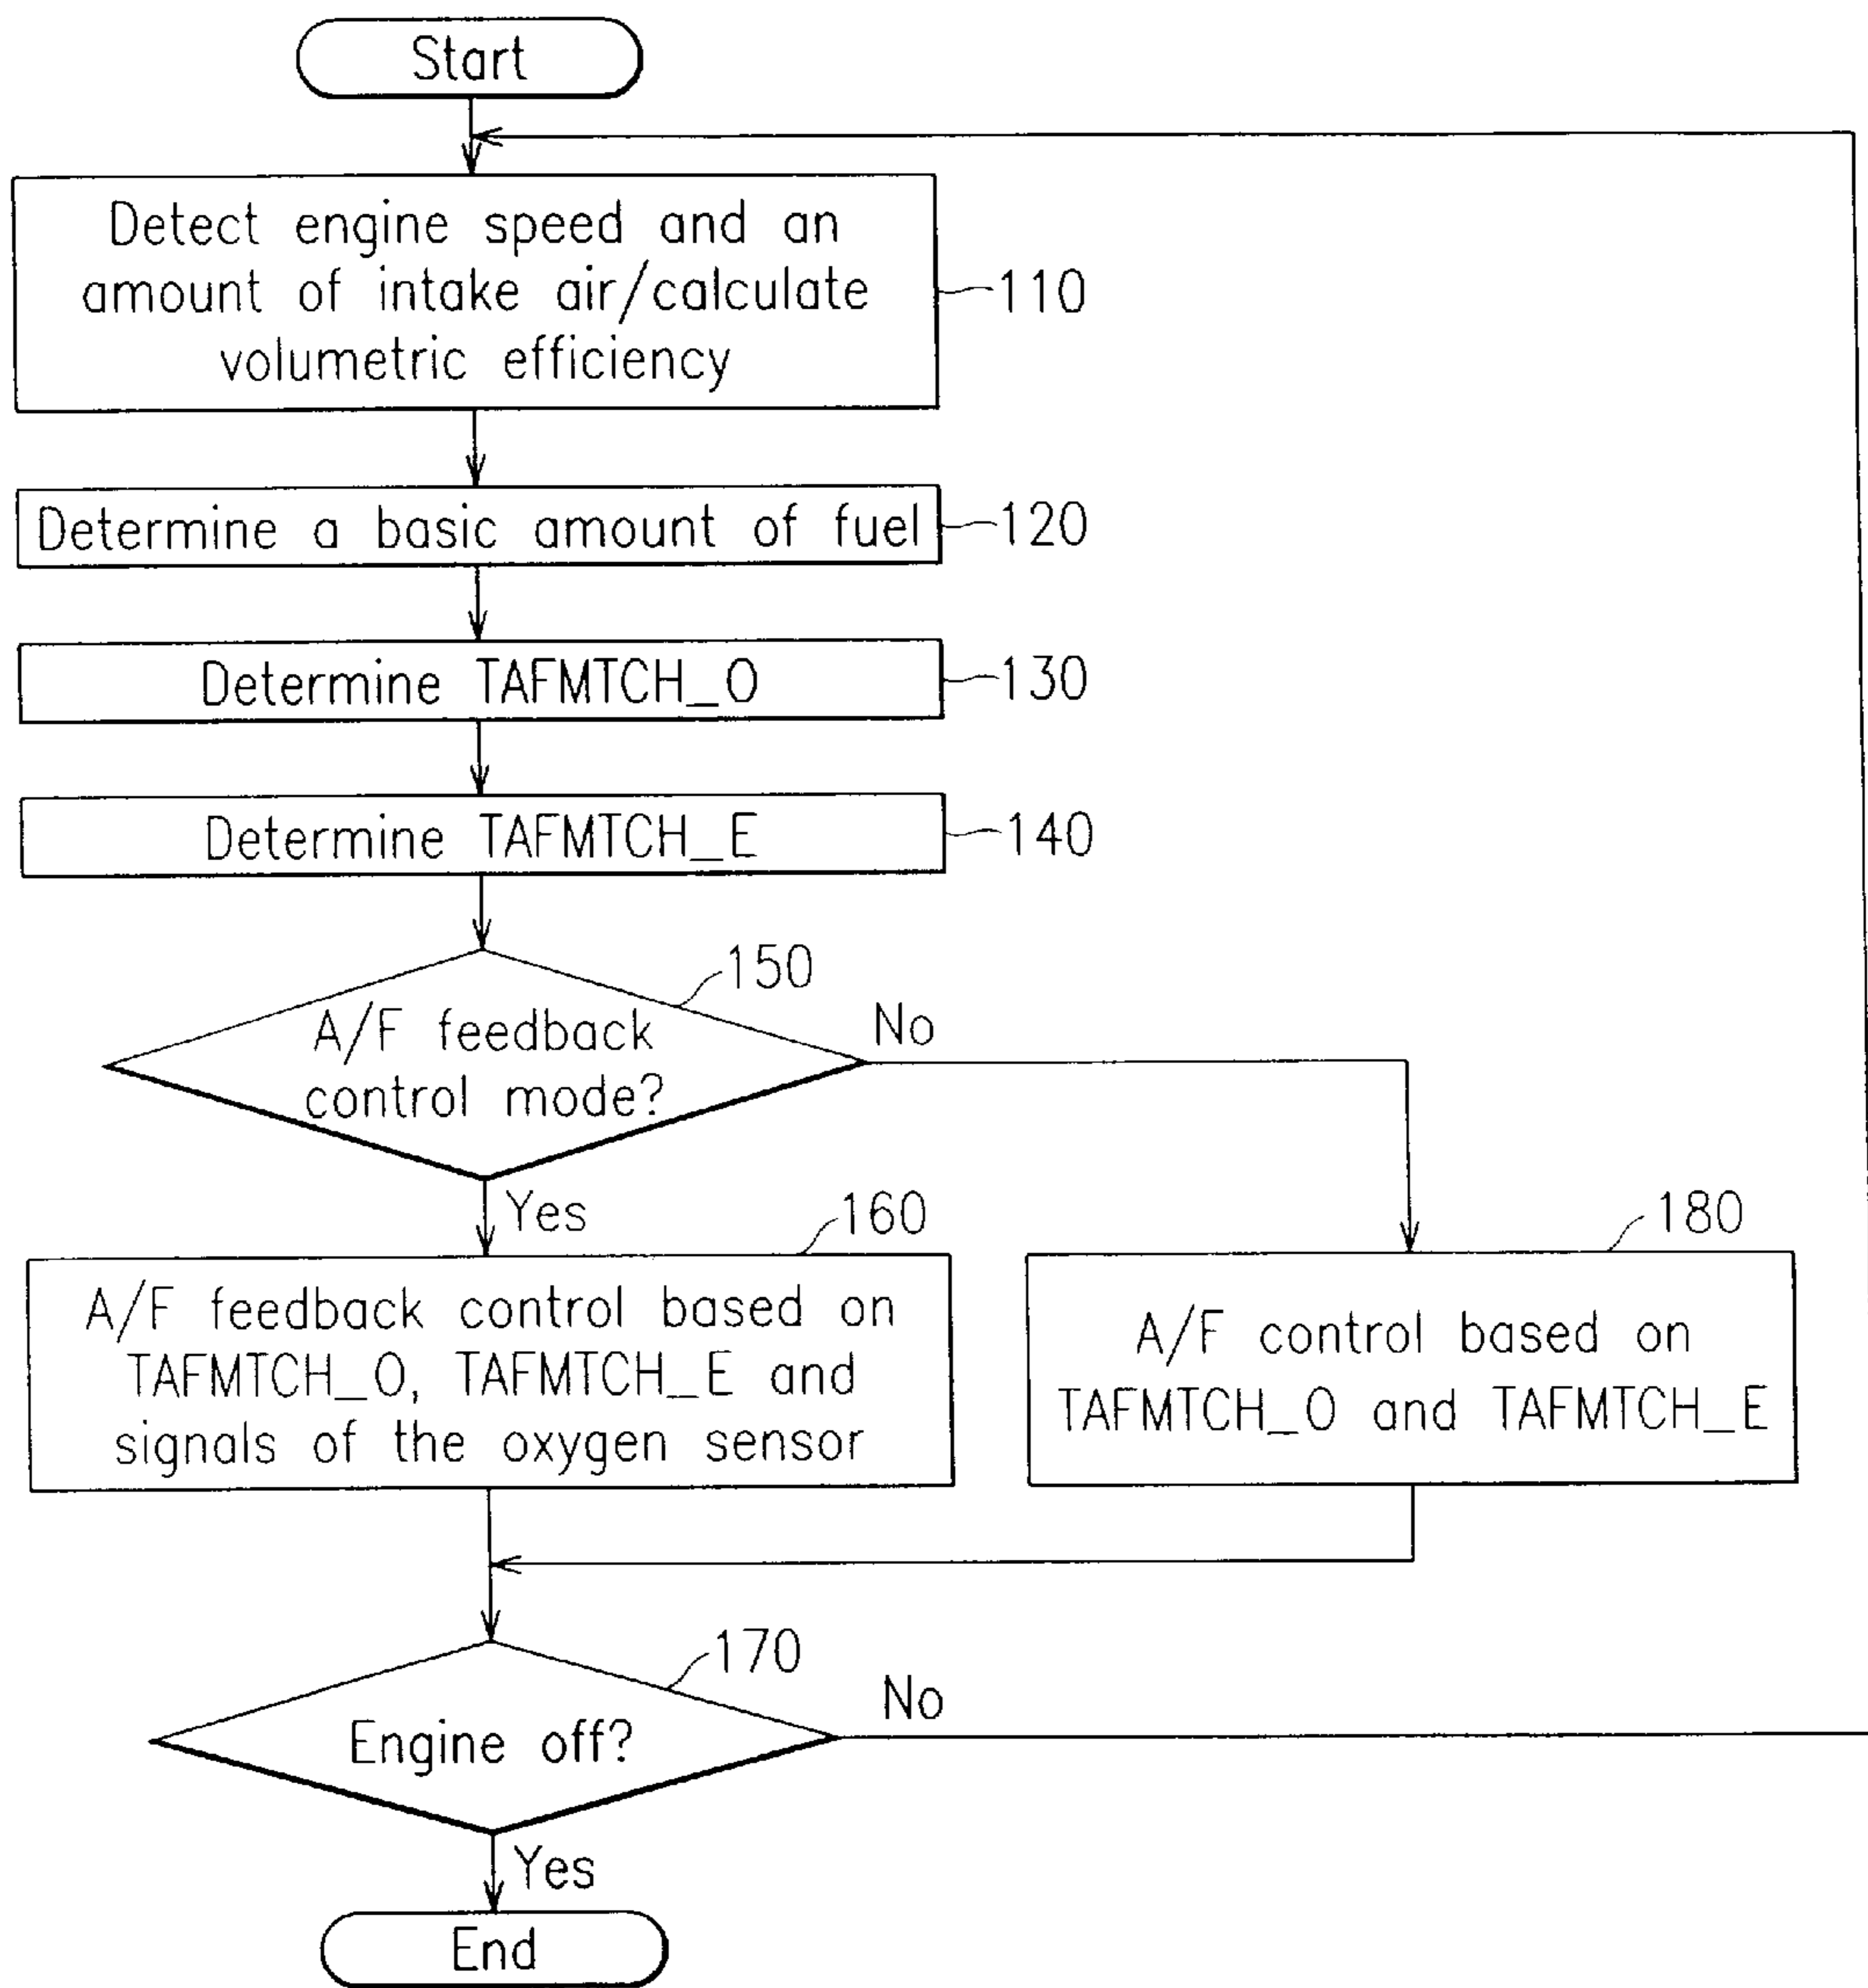 Start
Detect engine speed and an
amount of intake air/calculate
volumetric efficiency
110
Determine a basic amount of fuel
120
Determine TAFMTCH_O
130
Determine TAFMTCH_E
140
150
A/F feedback
control mode?
No
Yes
160
A/F feedback control based on
TAFMTCH_O, TAFMTCH_E and
signals of the oxygen sensor
180
A/F control based on
TAFMTCH_O and TAFMTCH_E
170
Engine off?
No
Yes
End